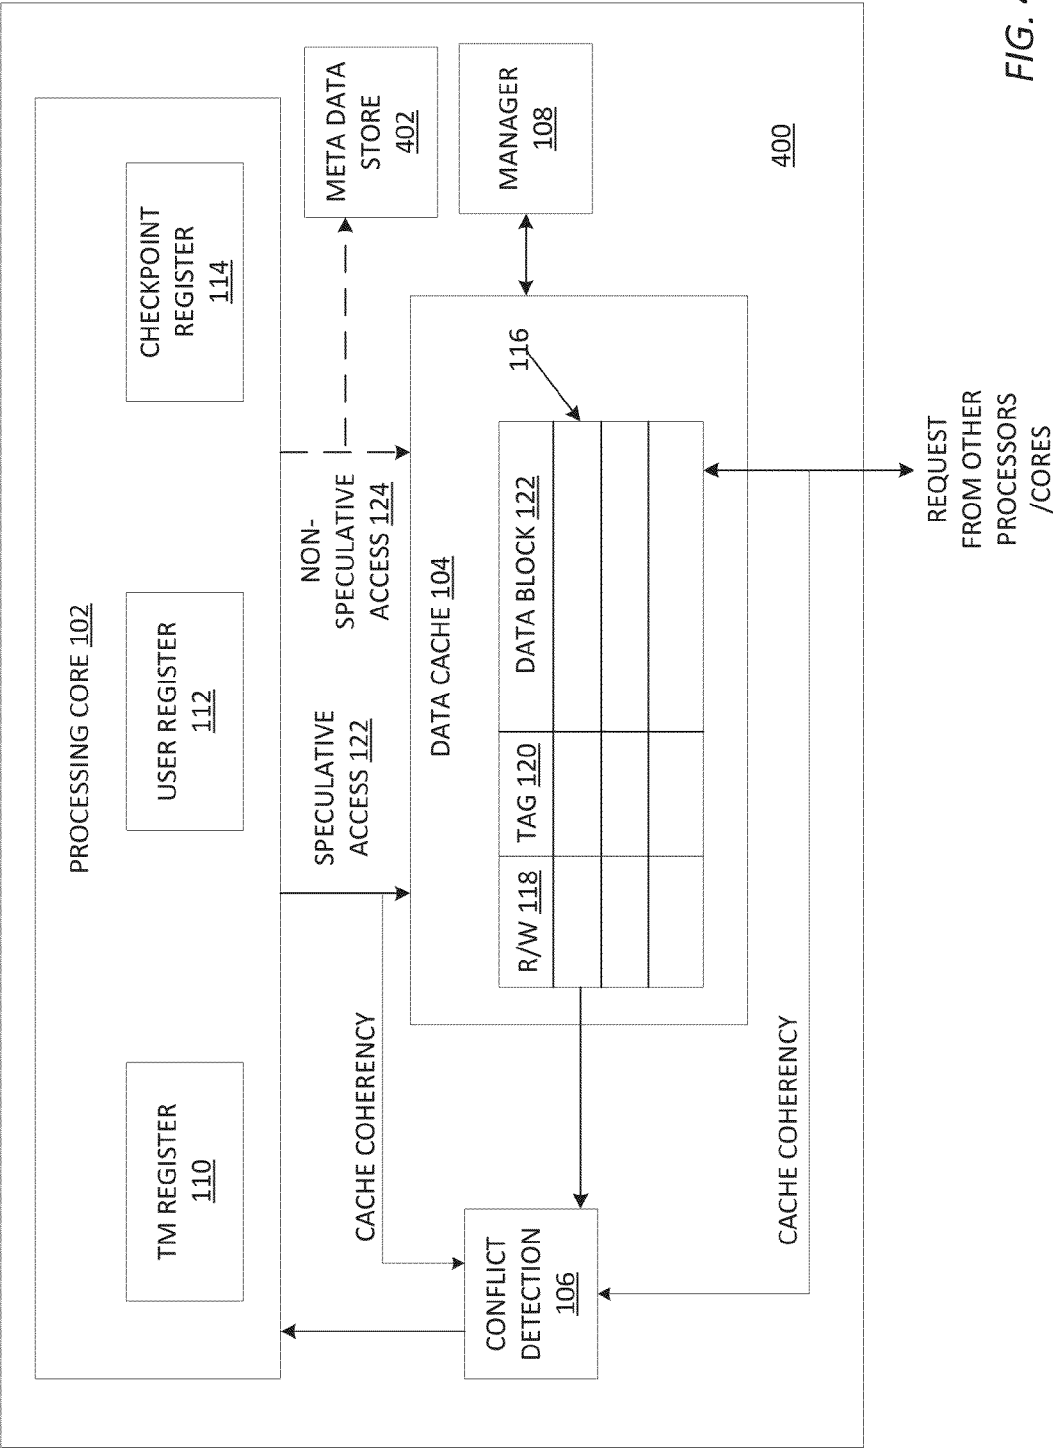 PROCESSING CORE 102
TM REGISTER
110
USER REGISTER
112
CHECKPOINT
REGISTER
114
CACHE COHERENCY
SPECULATIVE
ACCESS 122
NON-
SPECULATIVE
ACCESS 124
META DATA
STORE
402
CONFLICT
DETECTION
106
DATA CACHE 104
R/W 118
TAG 120
DATA BLOCK 122
116
MANAGER
108
CACHE COHERENCY
400
REQUEST
FROM OTHER
PROCESSORS
/CORES
FIG.